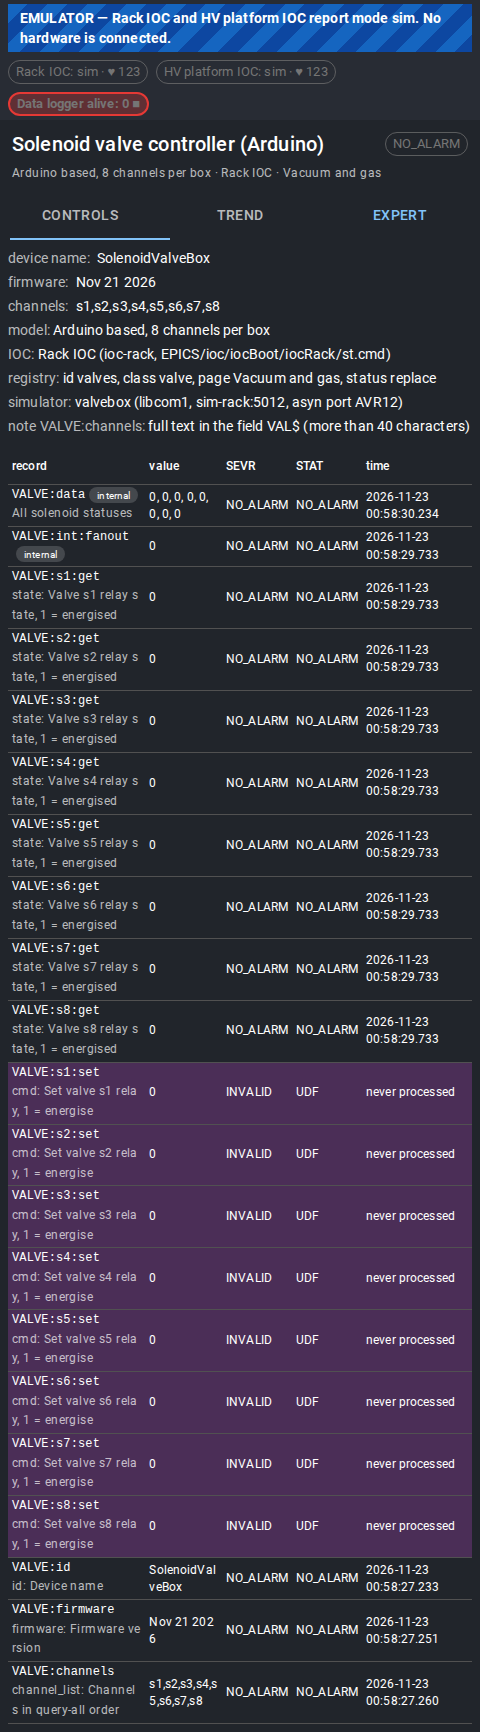 EMULATOR — Rack IOC and HV platform IOC report mode sim. No
hardware is connected.
Rack IOC: sim · ♥ 123
HV platform IOC: sim · ♥ 123
Data logger alive: 0 ■
Solenoid valve controller (Arduino)
NO_ALARM
Arduino based, 8 channels per box · Rack IOC · Vacuum and gas
CONTROLS TREND EXPERT
device name: SolenoidValveBox
firmware: Nov 21 2026
channels: s1,s2,s3,s4,s5,s6,s7,s8
model: Arduino based, 8 channels per box
IOC: Rack IOC (ioc-rack, EPICS/ioc/iocBoot/iocRack/st.cmd)
registry: id valves, class valve, page Vacuum and gas, status replace
simulator: valvebox (libcom1, sim-rack:5012, asyn port AVR12)
note VALVE:channels: full text in the field VAL$ (more than 40 characters)
record value SEVR STAT time
VALVE:data internal
All solenoid statuses
0, 0, 0, 0, 0,
0, 0, 0
NO_ALARM NO_ALARM
2026-11-23
00:58:30.234
VALVE:int:fanout
internal
0 NO_ALARM NO_ALARM
2026-11-23
00:58:29.733
VALVE:s1:get
state: Valve s1 relay s
tate, 1 = energised
0 NO_ALARM NO_ALARM
2026-11-23
00:58:29.733
VALVE:s2:get
state: Valve s2 relay s
tate, 1 = energised
0 NO_ALARM NO_ALARM
2026-11-23
00:58:29.733
VALVE:s3:get
state: Valve s3 relay s
tate, 1 = energised
0 NO_ALARM NO_ALARM
2026-11-23
00:58:29.733
VALVE:s4:get
state: Valve s4 relay s
tate, 1 = energised
0 NO_ALARM NO_ALARM
2026-11-23
00:58:29.733
VALVE:s5:get
state: Valve s5 relay s
tate, 1 = energised
0 NO_ALARM NO_ALARM
2026-11-23
00:58:29.733
VALVE:s6:get
state: Valve s6 relay s
tate, 1 = energised
0 NO_ALARM NO_ALARM
2026-11-23
00:58:29.733
VALVE:s7:get
state: Valve s7 relay s
tate, 1 = energised
0 NO_ALARM NO_ALARM
2026-11-23
00:58:29.733
VALVE:s8:get
state: Valve s8 relay s
tate, 1 = energised
0 NO_ALARM NO_ALARM
2026-11-23
00:58:29.733
VALVE:s1:set
cmd: Set valve s1 rela
y, 1 = energise
0 INVALID UDF never processed
VALVE:s2:set
cmd: Set valve s2 rela
y, 1 = energise
0 INVALID UDF never processed
VALVE:s3:set
cmd: Set valve s3 rela
y, 1 = energise
0 INVALID UDF never processed
VALVE:s4:set
cmd: Set valve s4 rela
y, 1 = energise
0 INVALID UDF never processed
VALVE:s5:set
cmd: Set valve s5 rela
y, 1 = energise
0 INVALID UDF never processed
VALVE:s6:set
cmd: Set valve s6 rela
y, 1 = energise
0 INVALID UDF never processed
VALVE:s7:set
cmd: Set valve s7 rela
y, 1 = energise
0 INVALID UDF never processed
VALVE:s8:set
cmd: Set valve s8 rela
y, 1 = energise
0 INVALID UDF never processed
VALVE:id
id: Device name
SolenoidVal
veBox
NO_ALARM NO_ALARM
2026-11-23
00:58:27.233
VALVE:firmware
firmware: Firmware ve
rsion
Nov 21 202
6
NO_ALARM NO_ALARM
2026-11-23
00:58:27.251
VALVE:channels
channel_list: Channel
s in query-all order
s1,s2,s3,s4,s
5,s6,s7,s8
NO_ALARM NO_ALARM
2026-11-23
00:58:27.260